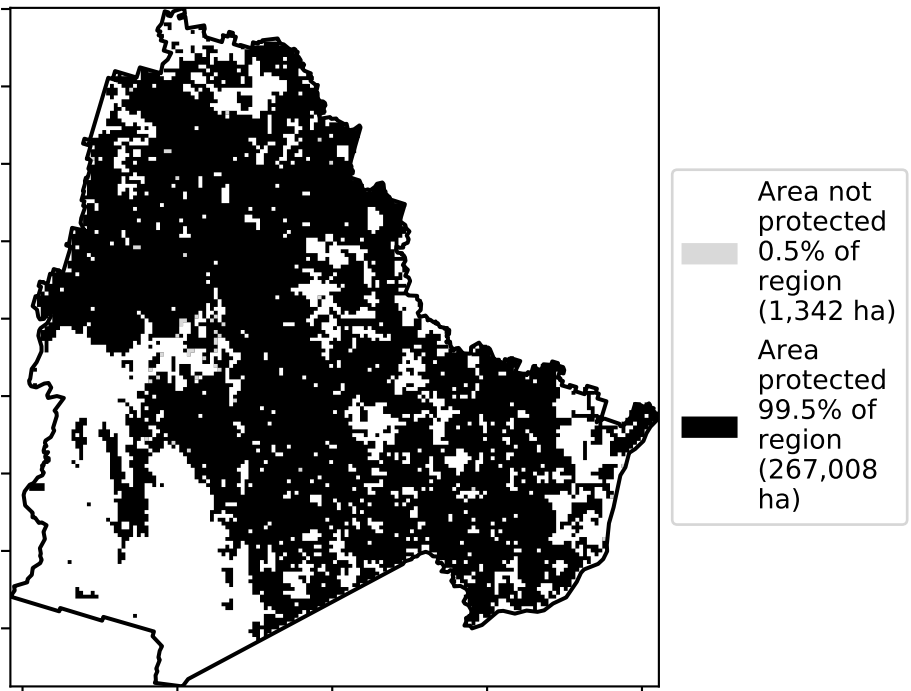 Area not
protected
0.5% of
region
(1,342 ha)
Area
protected
99.5% of
region
(267,008
ha)